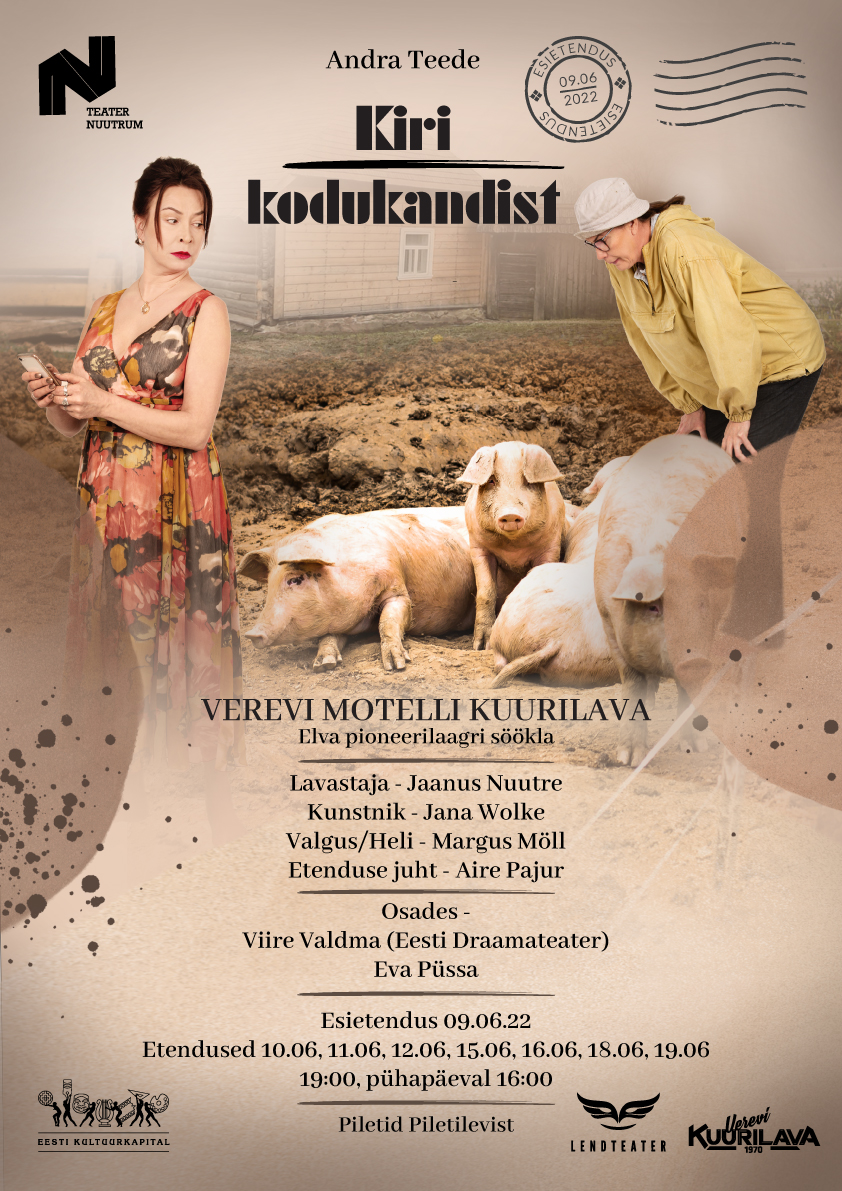 TEATER
NUUTRUM
Andra Teede
ESIETENDUS
09.06
2022
ESIETENDUS
Kiri
kodukandist
VEREVI MOTELLI KUURILAVA
Elva pioneerilaagri söökla
Lavastaja - Jaanus Nuutre
Kunstnik - Jana Wolke
Valgus/Heli - Margus Möll
Etenduse juht - Aire Pajur
Osades -
Viire Valdma (Eesti Draamateater)
Eva Püssa
Esietendus 09.06.22
Etendused 10.06, 11.06, 12.06, 15.06, 16.06, 18.06, 19.06
19:00, pühapäeval 16:00
Piletid Piletilevist
EESTI KULTUURKAPITAL
LENDTEATER
Verevi
KUURILAVA
1970